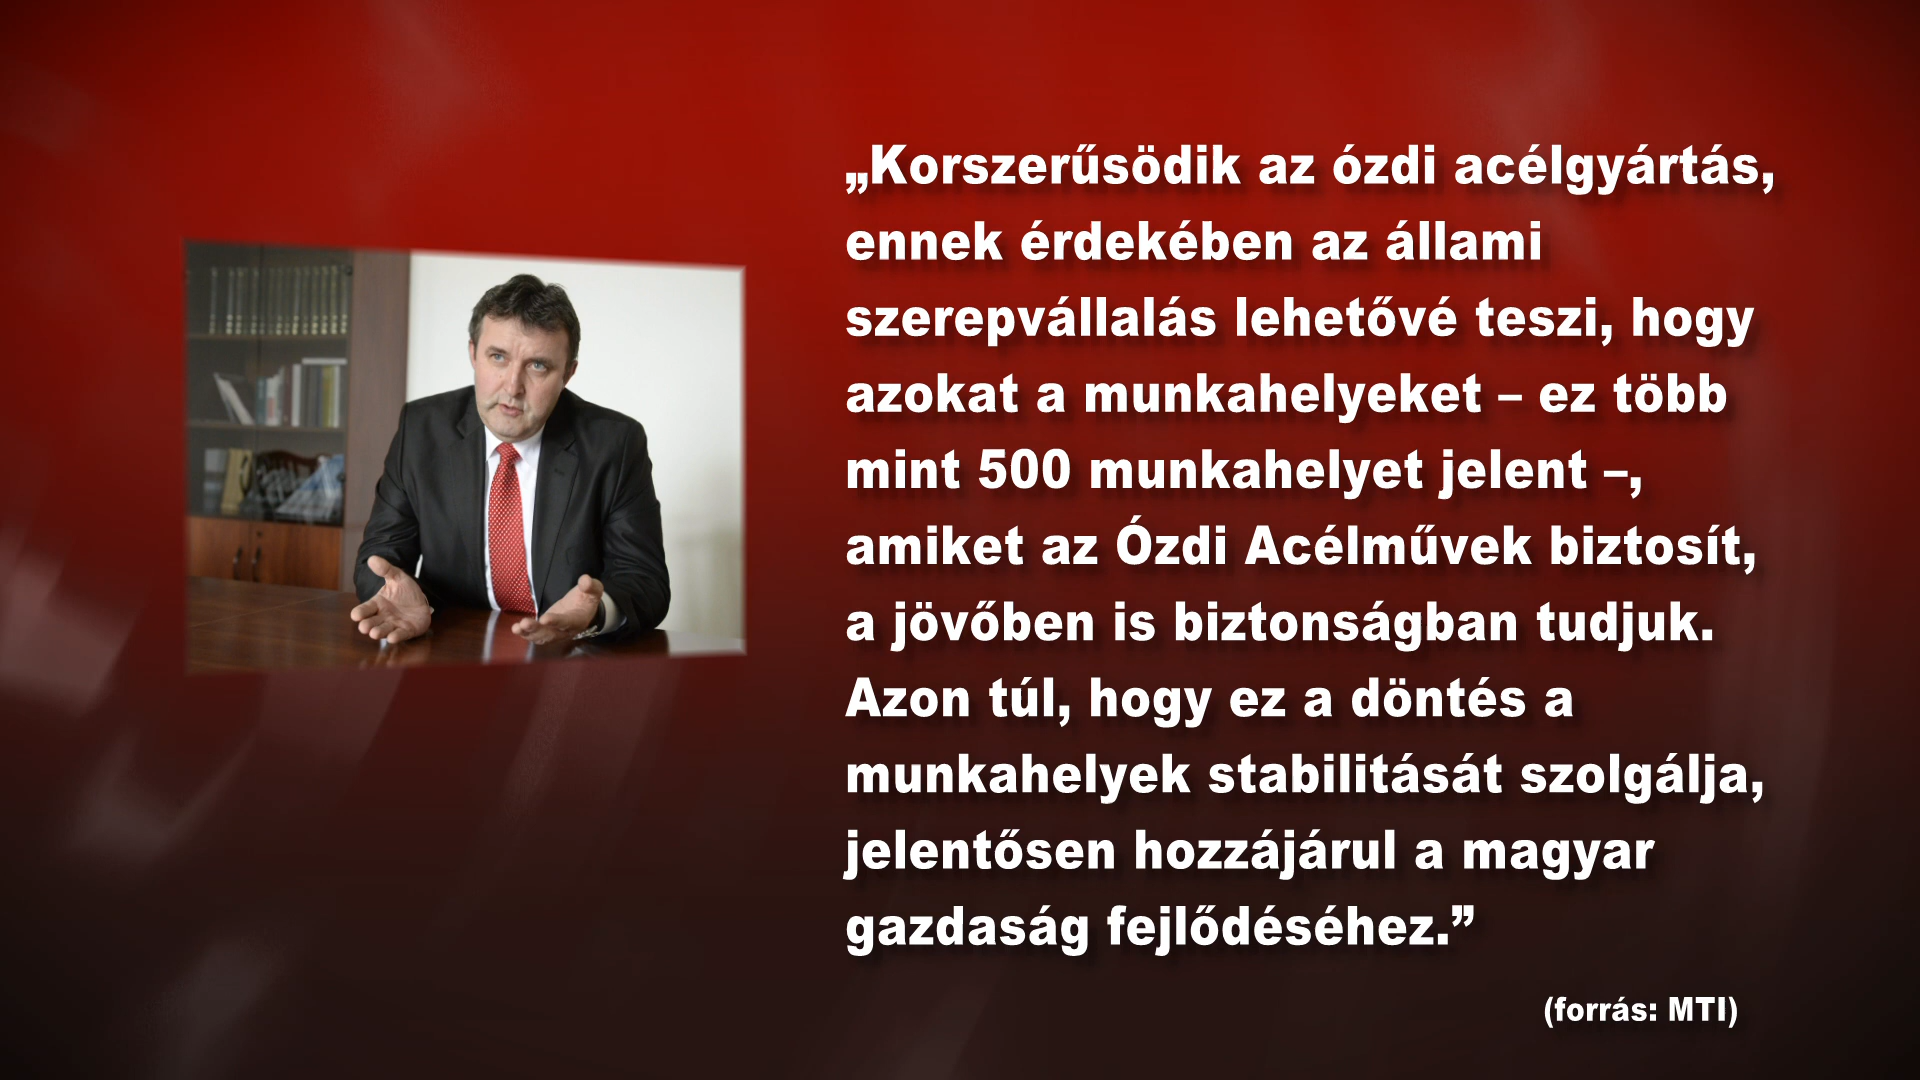 „Korszerűsödik az ózdi acélgyártás,
ennek érdekében az állami
szerepvállalás lehetővé teszi, hogy
azokat a munkahelyeket – ez több
mint 500 munkahelyet jelent –,
amiket az Ózdi Acélművek biztosít,
a jövőben is biztonságban tudjuk.
Azon túl, hogy ez a döntés a
munkahelyek stabilitását szolgálja,
jelentősen hozzájárul a magyar
gazdaság fejlődéséhez.”
(forrás: MTI)